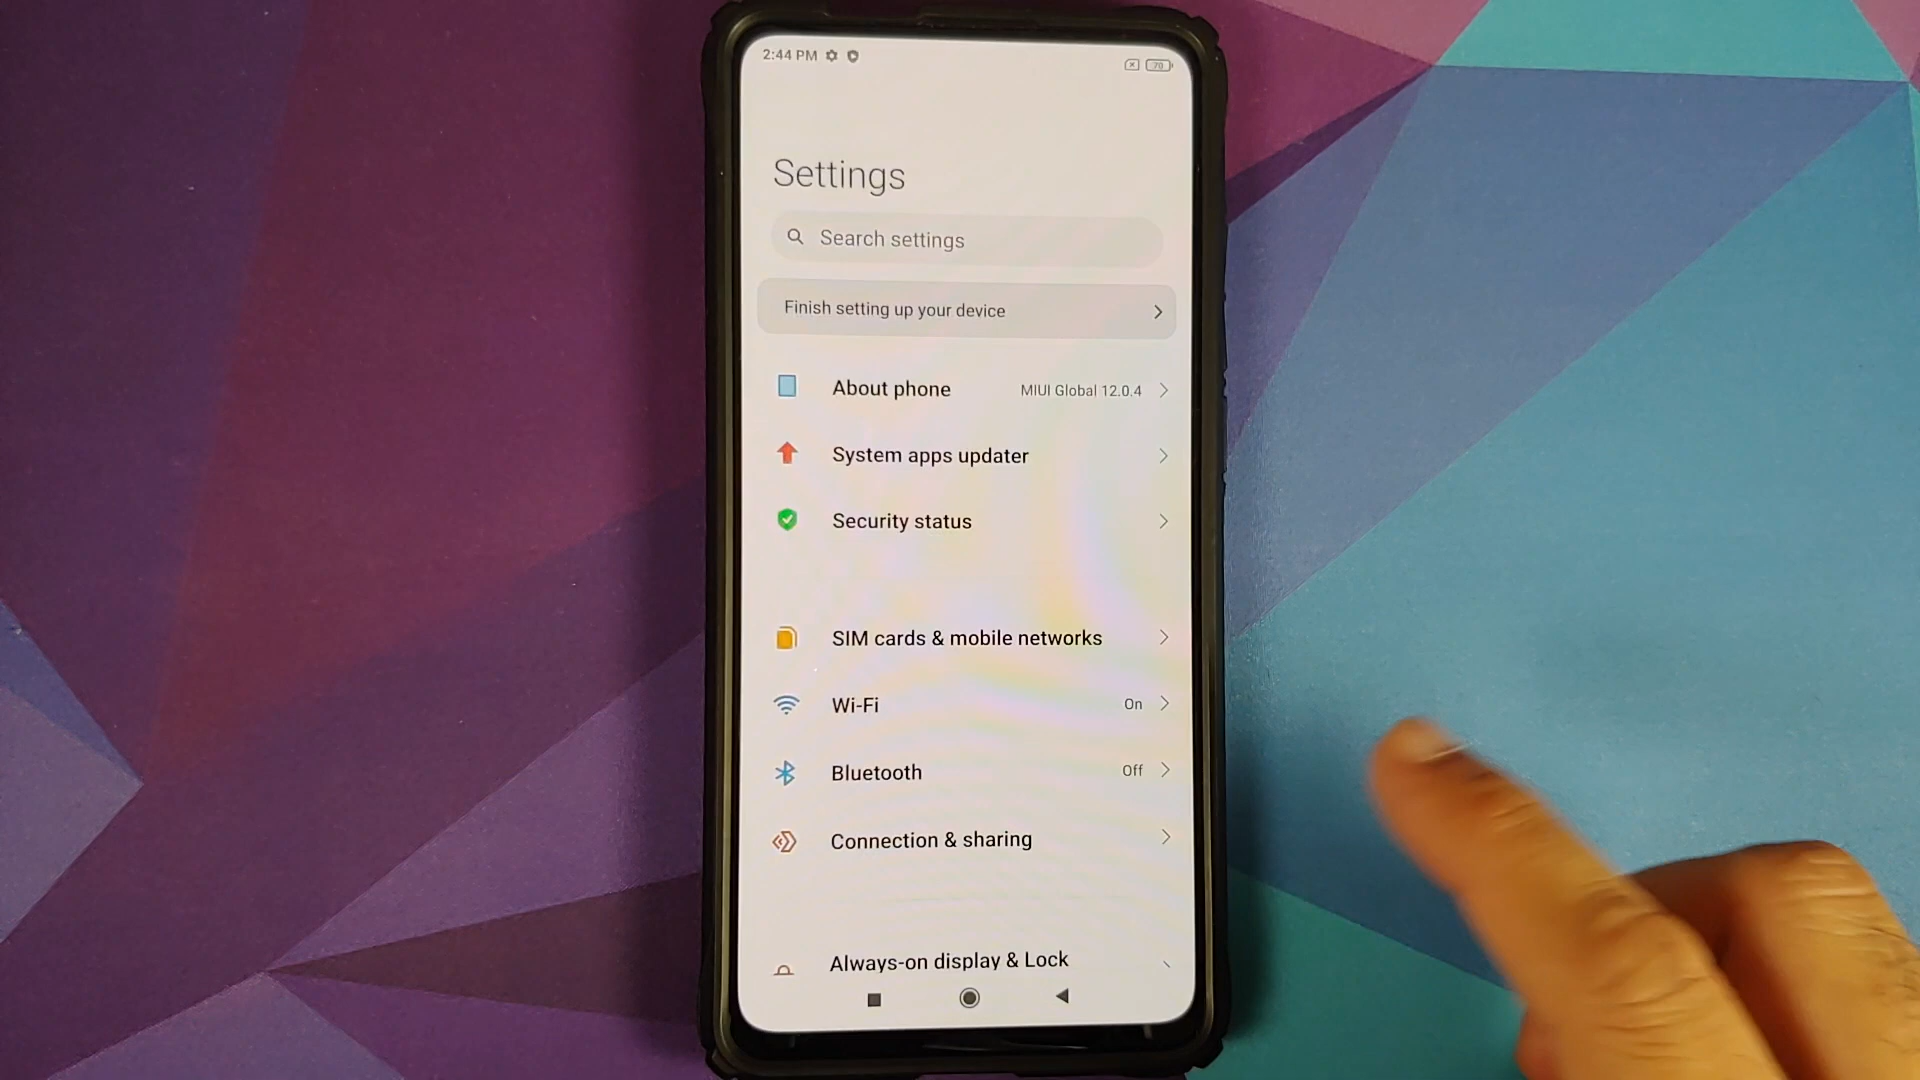 2:44 PM
70
Settings
Search settings
Finish setting up your device
About phone MIUI Global 12.0.4
System apps updater
Security status
SIM cards & mobile networks
Wi-Fi On
Bluetooth Off
Connection & sharing
Always-on display & Lock